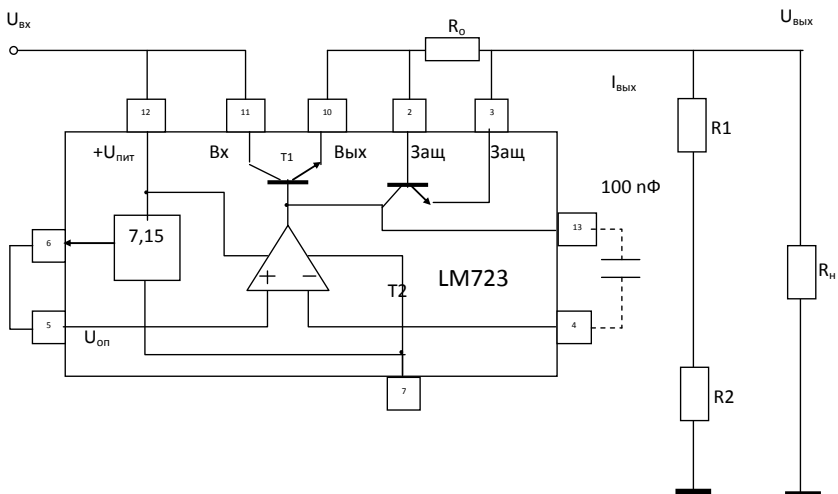 Uвх
Uвых
Rо
Iвых
12
11
10
2
3
R1
+Uпит
Вх
T1
Вых
Защ
Защ
100 пФ
13
6
7,15
+
−
LM723
Rн
T2
5
Uоп
4
7
R2